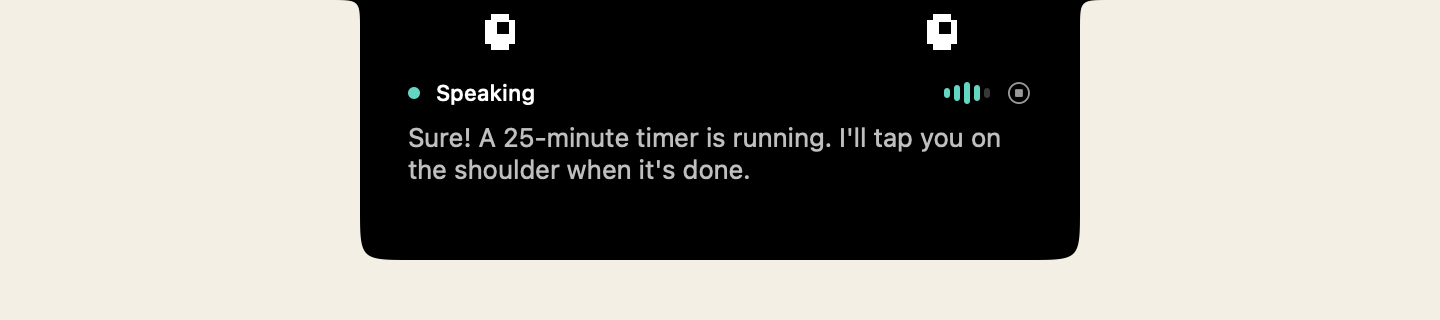 Speaking
Sure! A 25-minute timer is running. I'll tap you on
the shoulder when it's done.